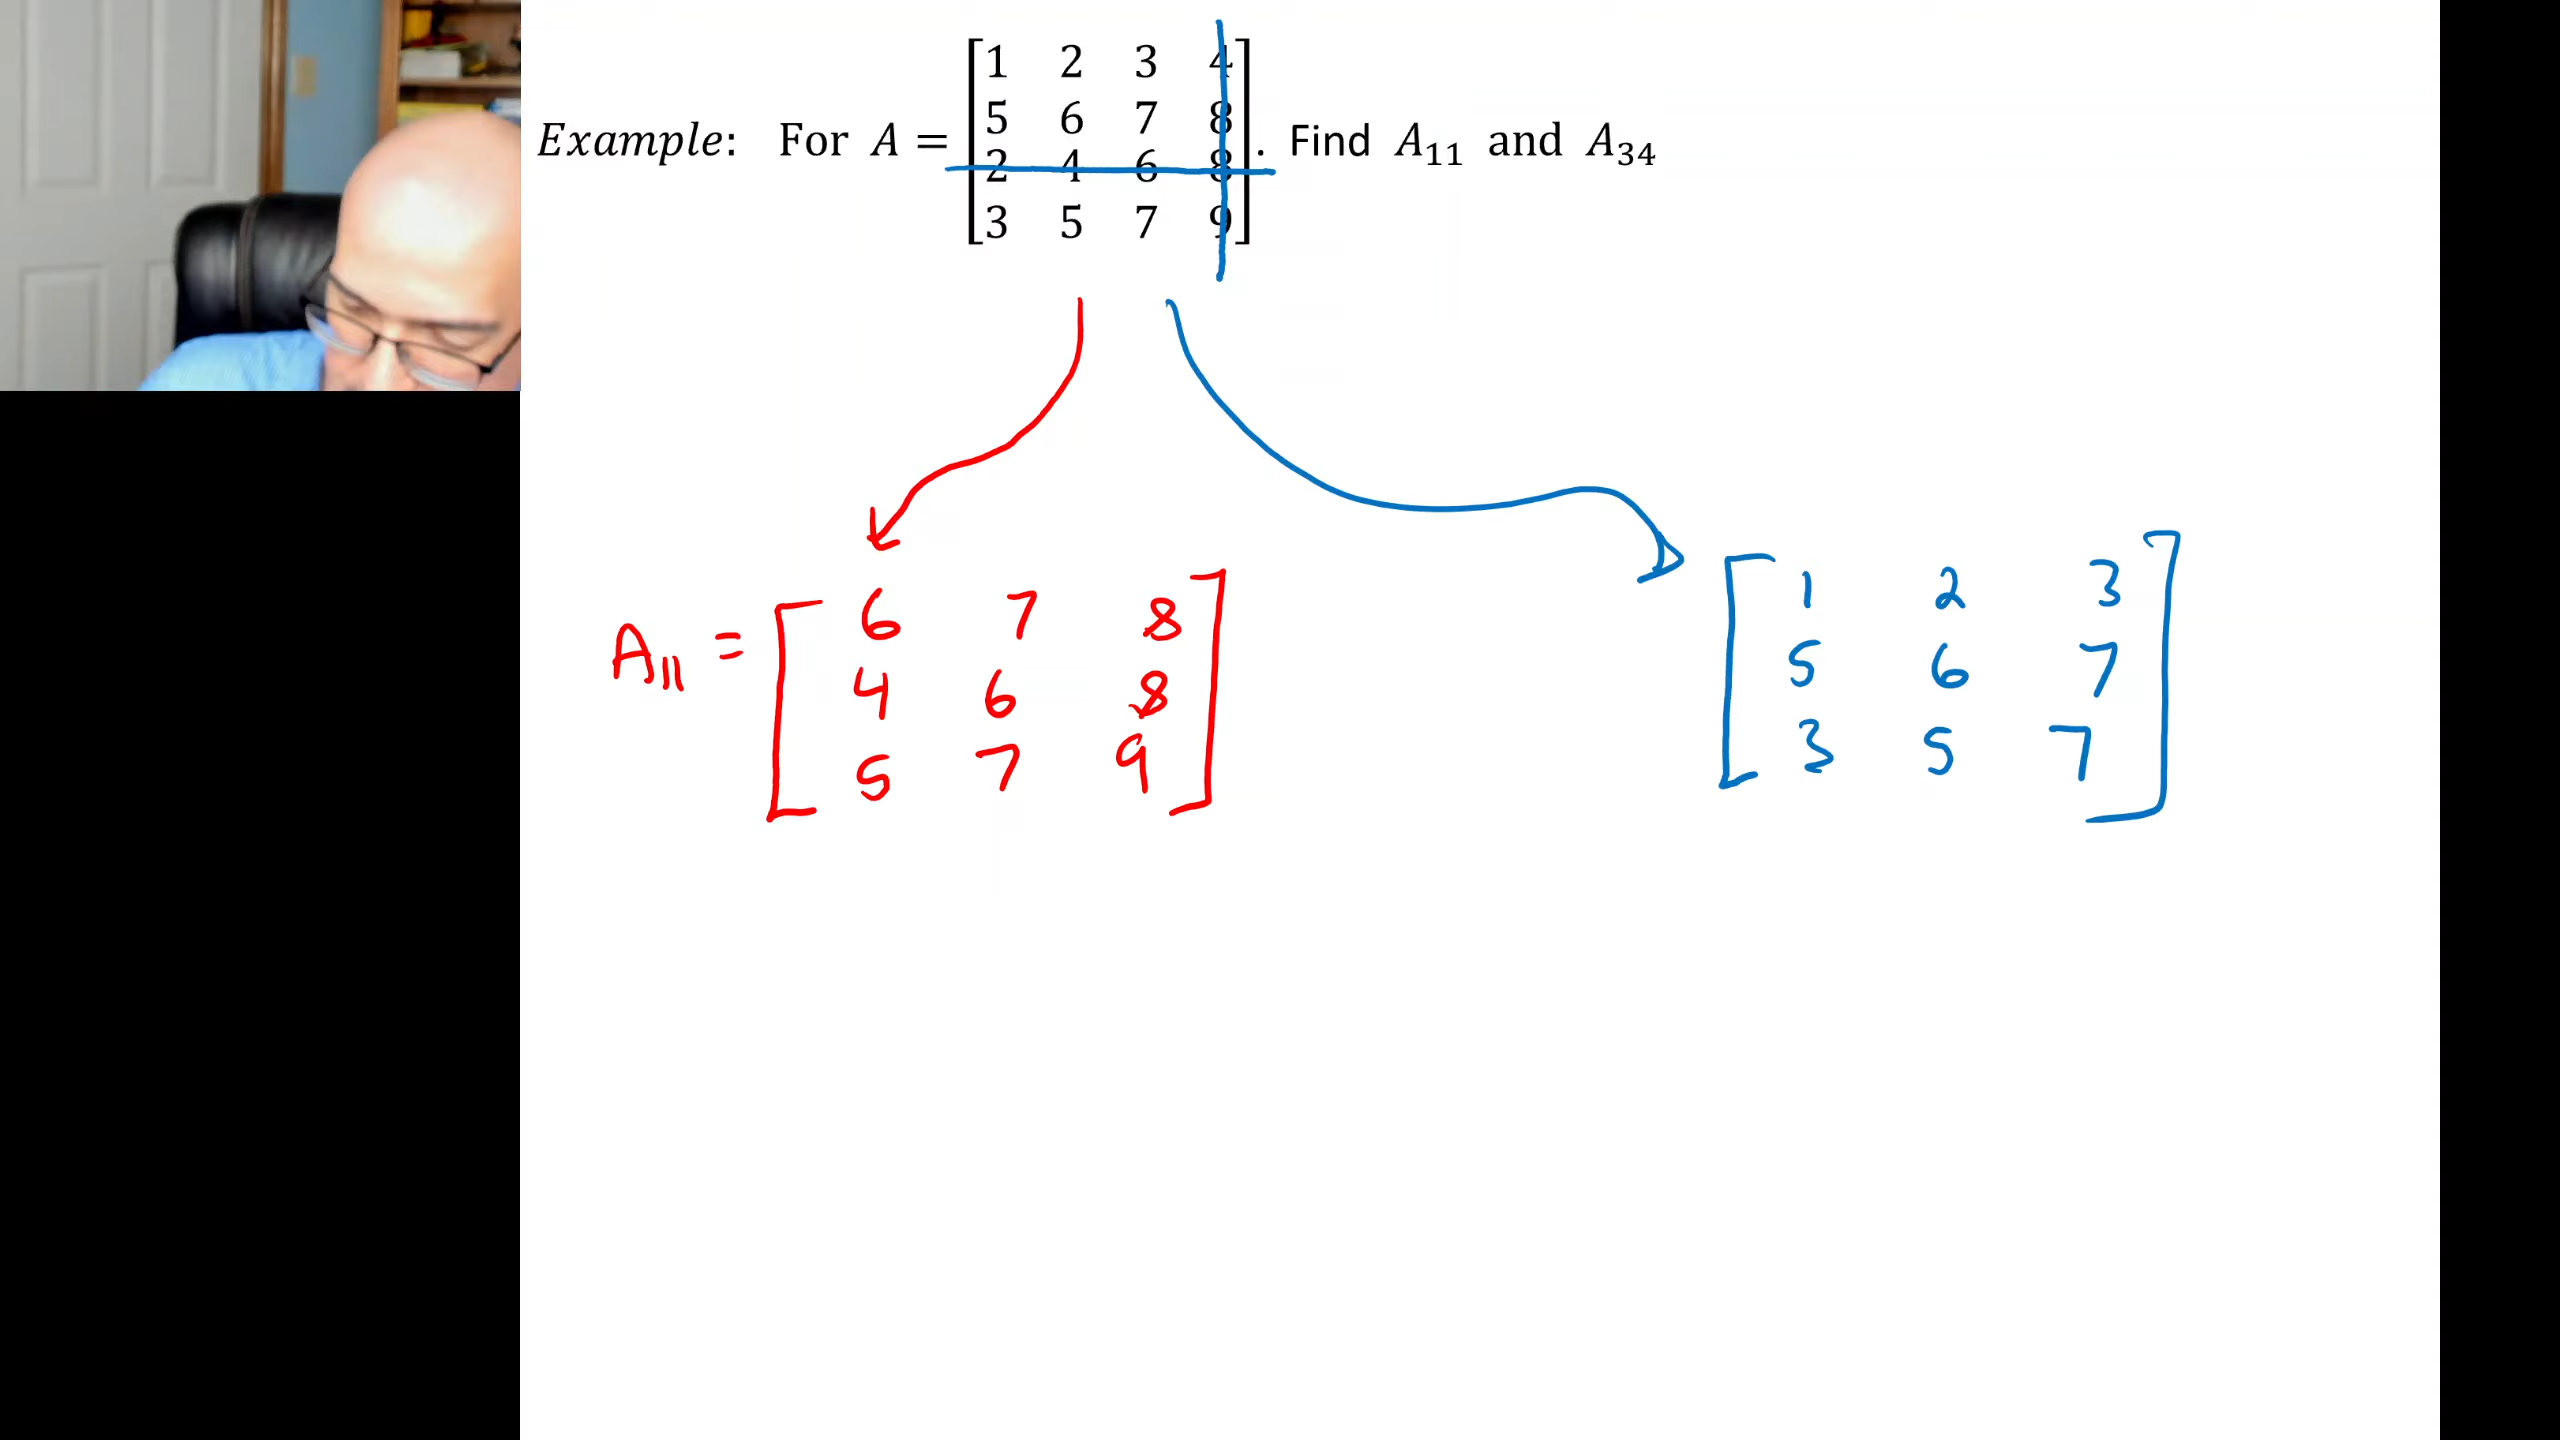 Example: For A = [1 2 3 4
5 6 7 8
2 4 6 8
3 5 7 9]. Find A₁₁ and A₃₄
A₁₁ = [6 7 8
4 6 8
5 7 9]
[1 2 3
5 6 7
3 5 7]